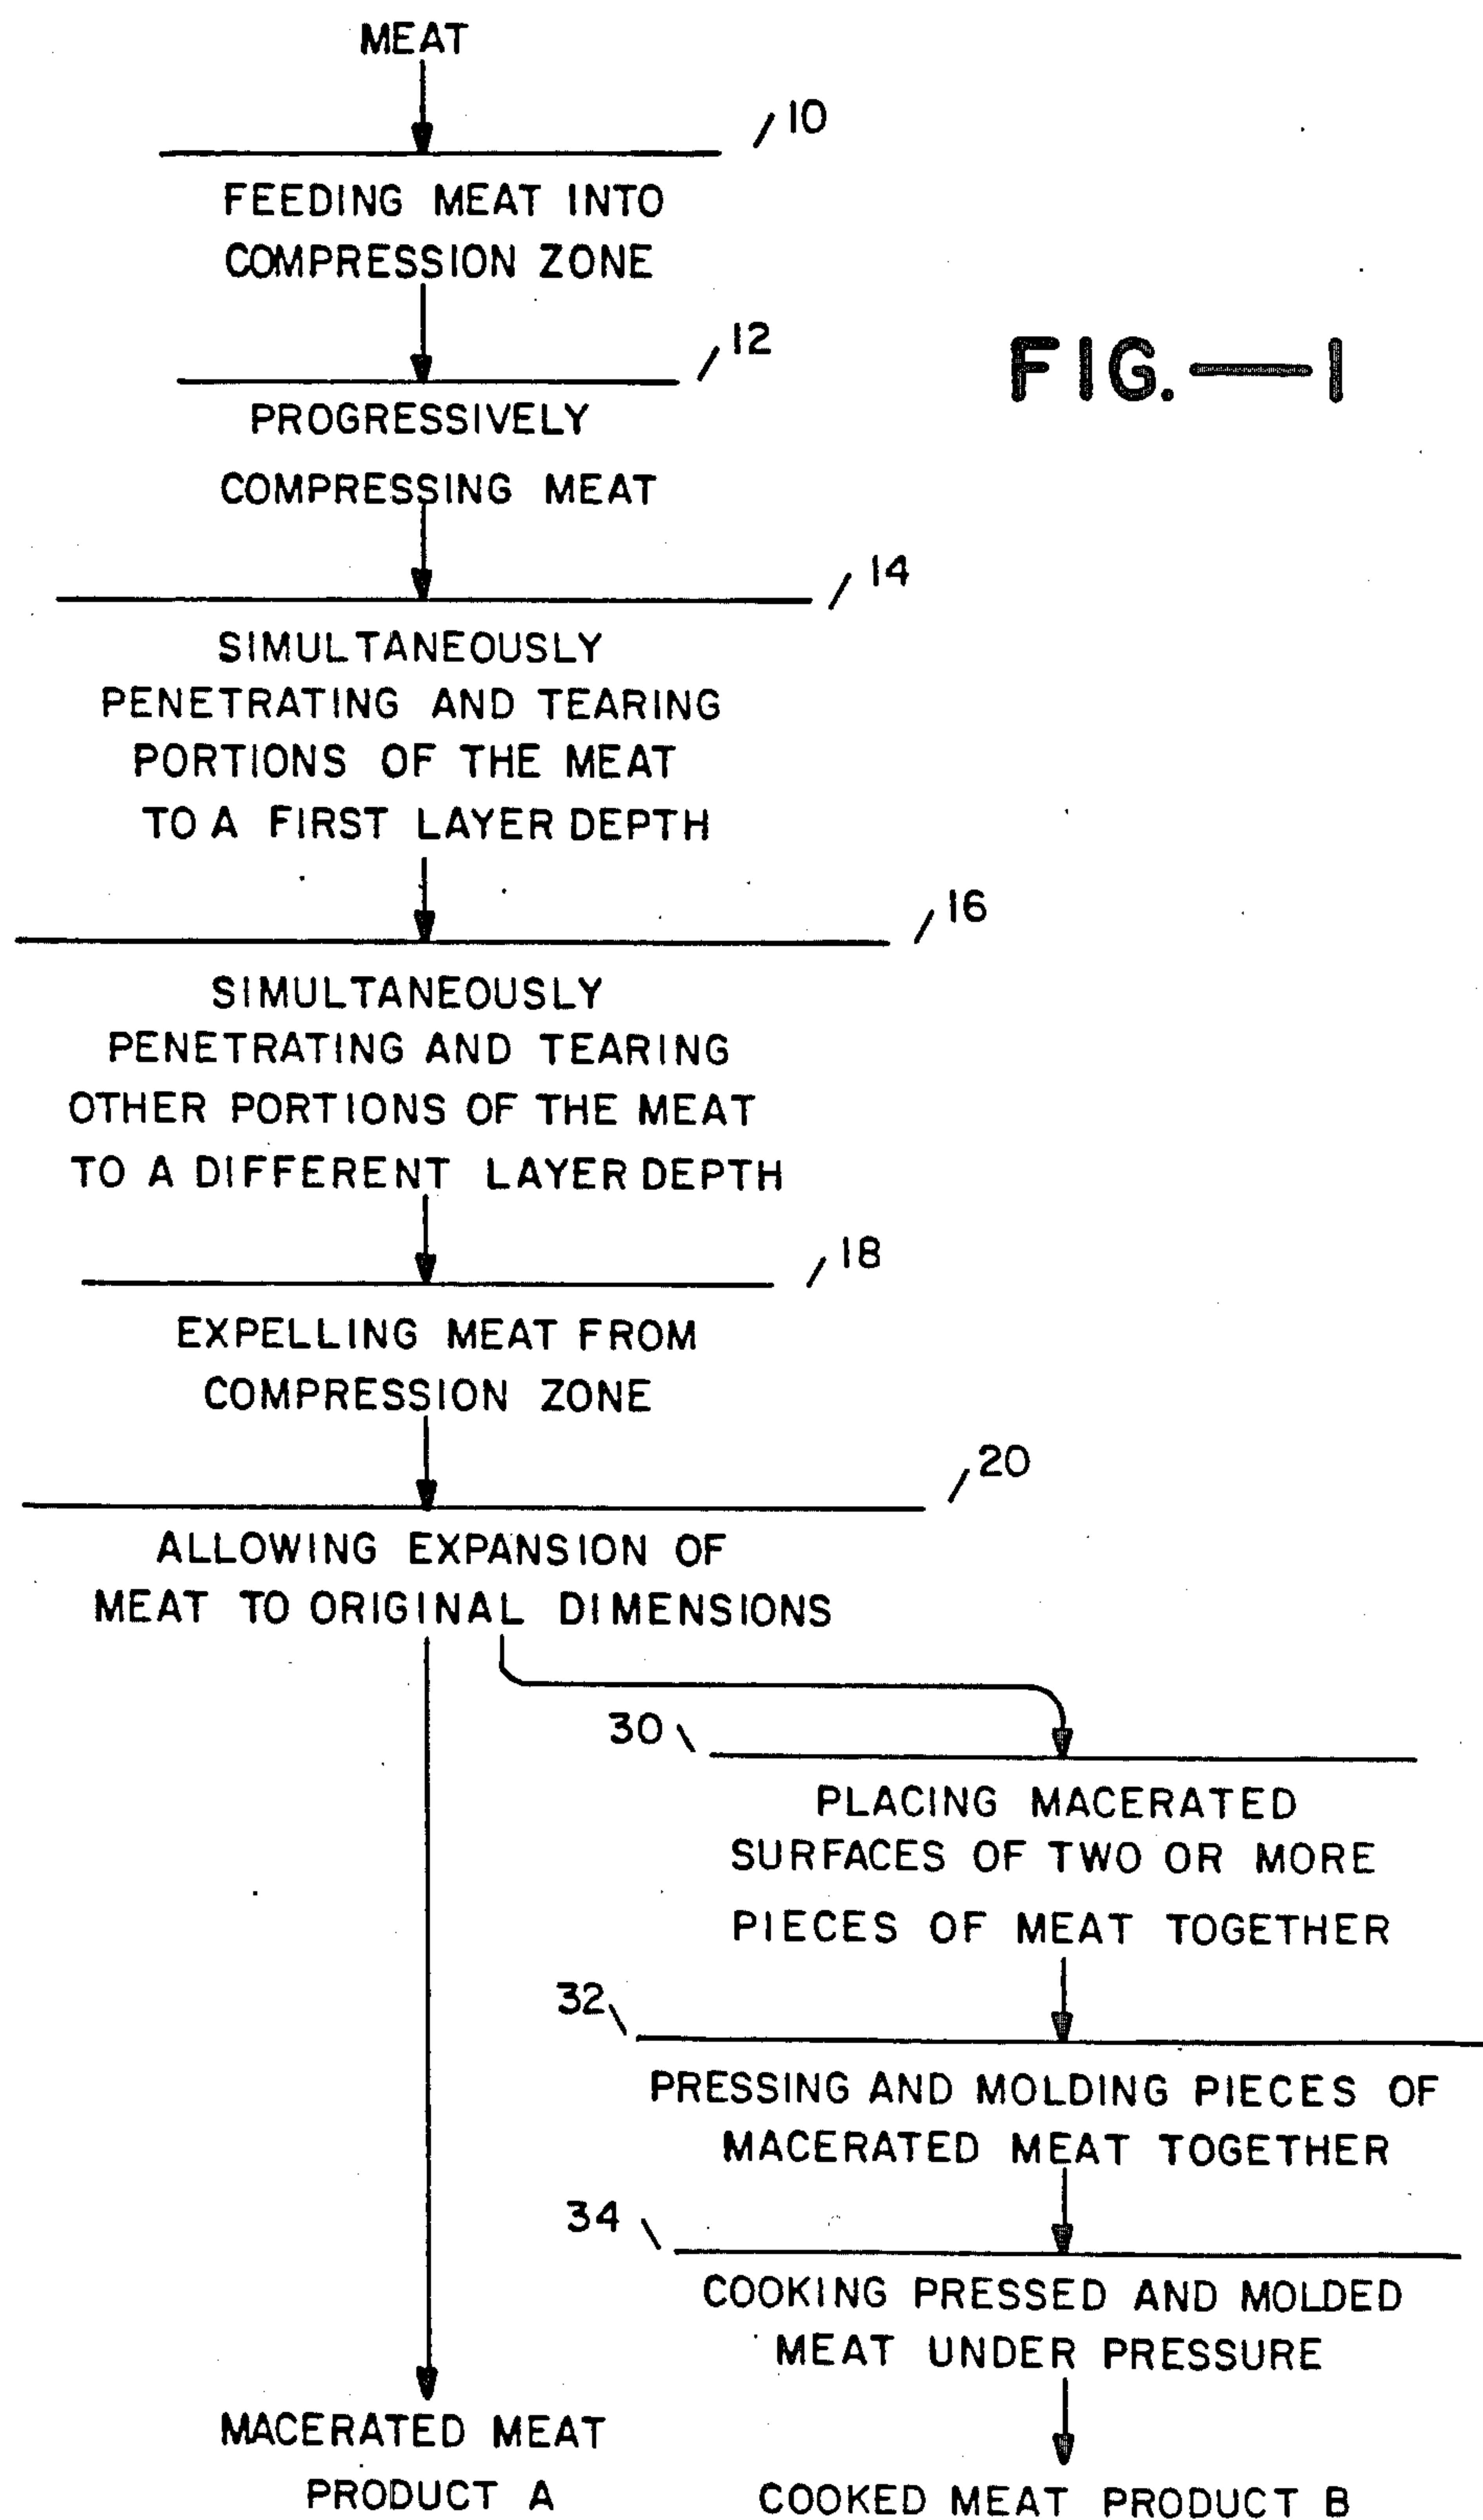 MEAT
10
FEEDING MEAT INTO
COMPRESSION ZONE
12
FIG.—1
PROGRESSIVELY
COMPRESSING MEAT
14
SIMULTANEOUSLY
PENETRATING AND TEARING
PORTIONS OF THE MEAT
TO A FIRST LAYER DEPTH
16
SIMULTANEOUSLY
PENETRATING AND TEARING
OTHER PORTIONS OF THE MEAT
TO A DIFFERENT LAYER DEPTH
18
EXPELLING MEAT FROM
COMPRESSION ZONE
20
ALLOWING EXPANSION OF
MEAT TO ORIGINAL DIMENSIONS
30
PLACING MACERATED
SURFACES OF TWO OR MORE
PIECES OF MEAT TOGETHER
32
PRESSING AND MOLDING PIECES OF
MACERATED MEAT TOGETHER
34
COOKING PRESSED AND MOLDED
MEAT UNDER PRESSURE
MACERATED MEAT
PRODUCT A
COOKED MEAT PRODUCT B